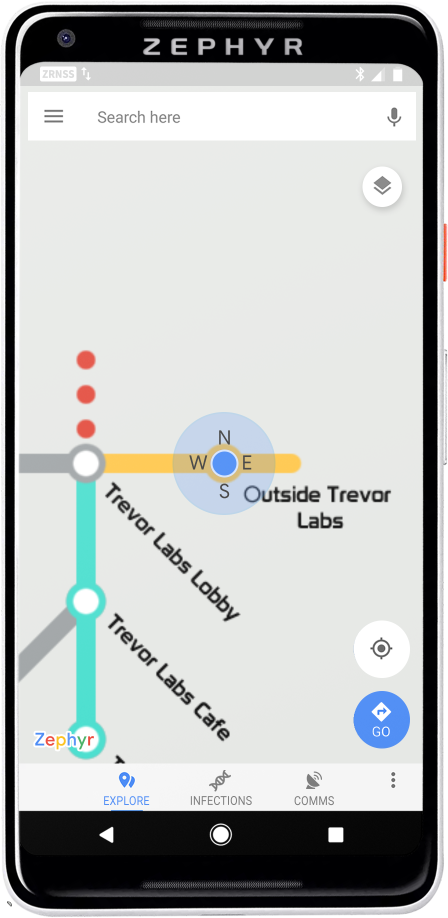 ZEPHYR
ZRNSS
Search here
N
W E
S
Outside Trevor
Labs
Trevor Labs Lobby
Trevor Labs Cafe
Zephyr
GO
EXPLORE INFECTIONS COMMS